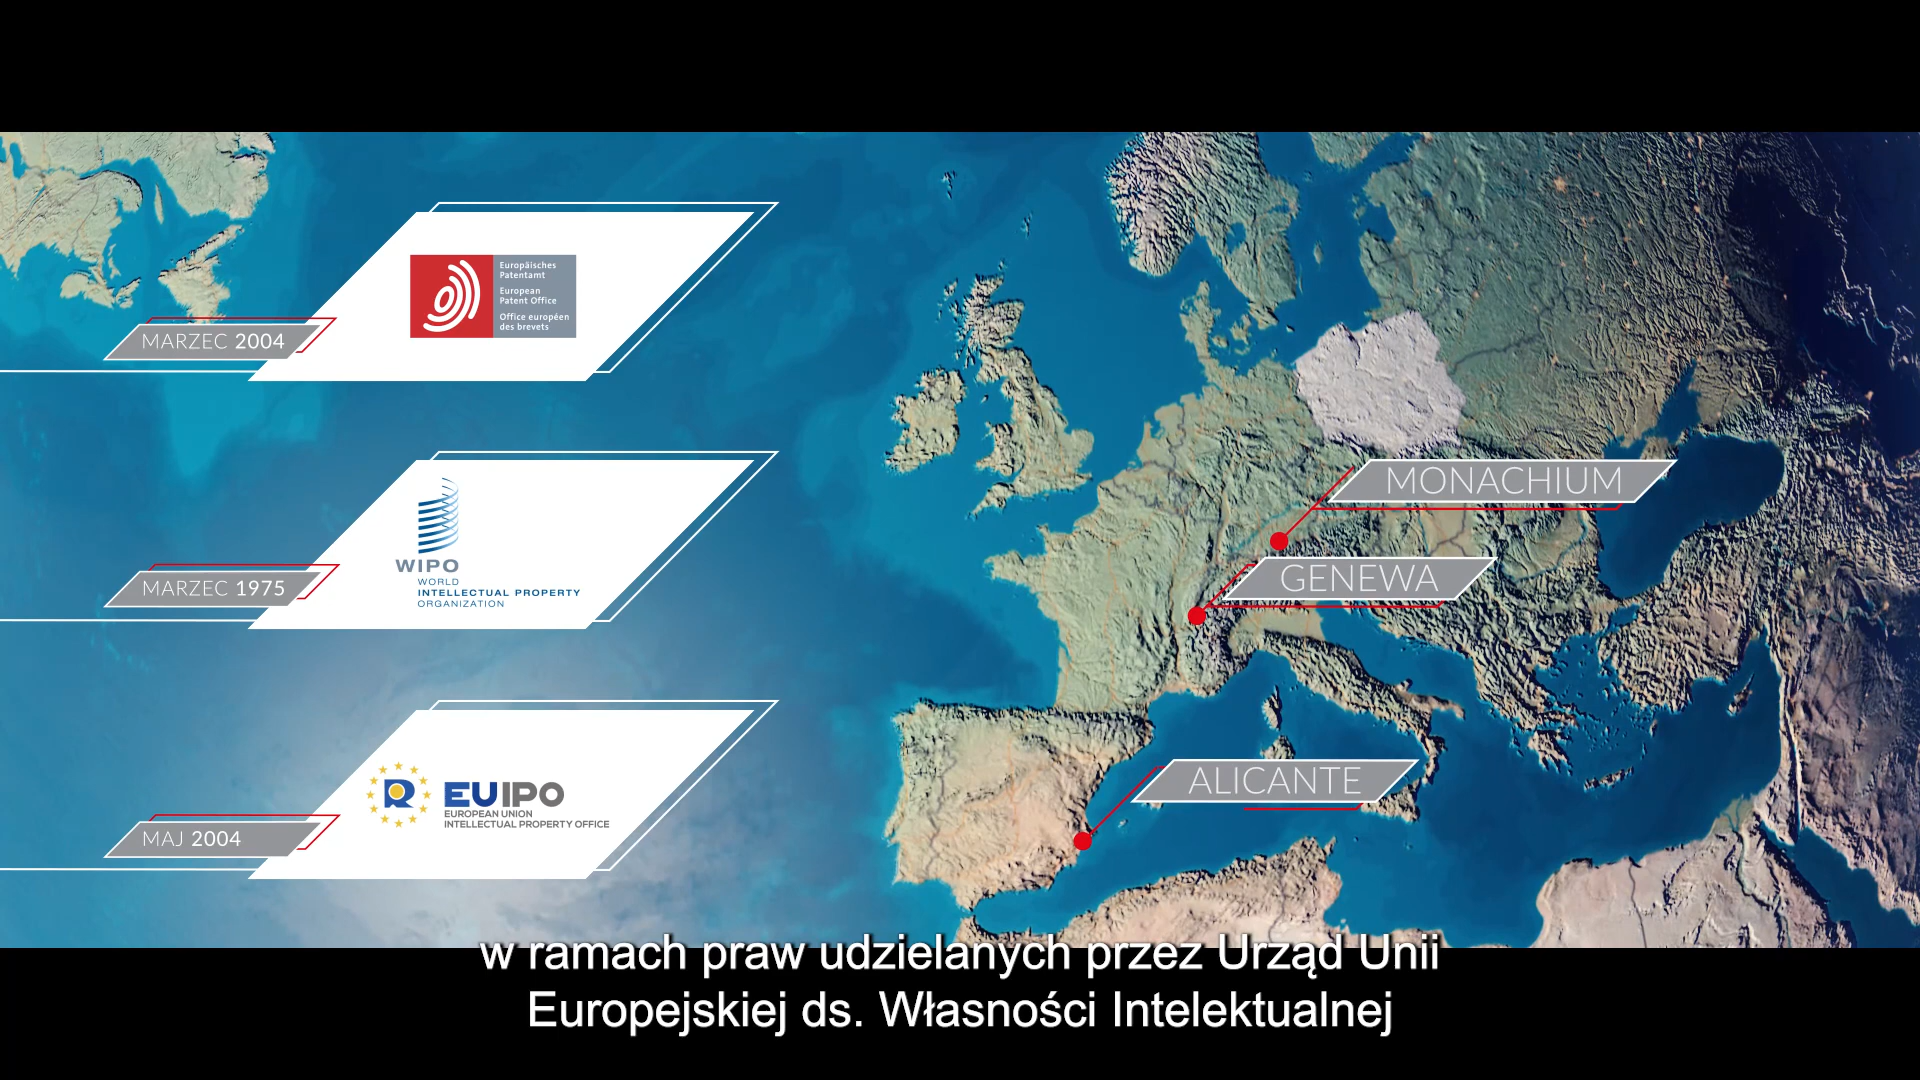 Europäisches
Patentamt
European
Patent Office
Office européen
des brevets
MARZEC 2004
WIPO
WORLD
INTELLECTUAL PROPERTY
ORGANIZATION
MARZEC 1975
EUIPO
EUROPEAN UNION
INTELLECTUAL PROPERTY OFFICE
MAJ 2004
MONACHIUM
GENEWA
ALICANTE
w ramach praw udzielanych przez Urząd Unii
Europejskiej ds. Własności Intelektualnej